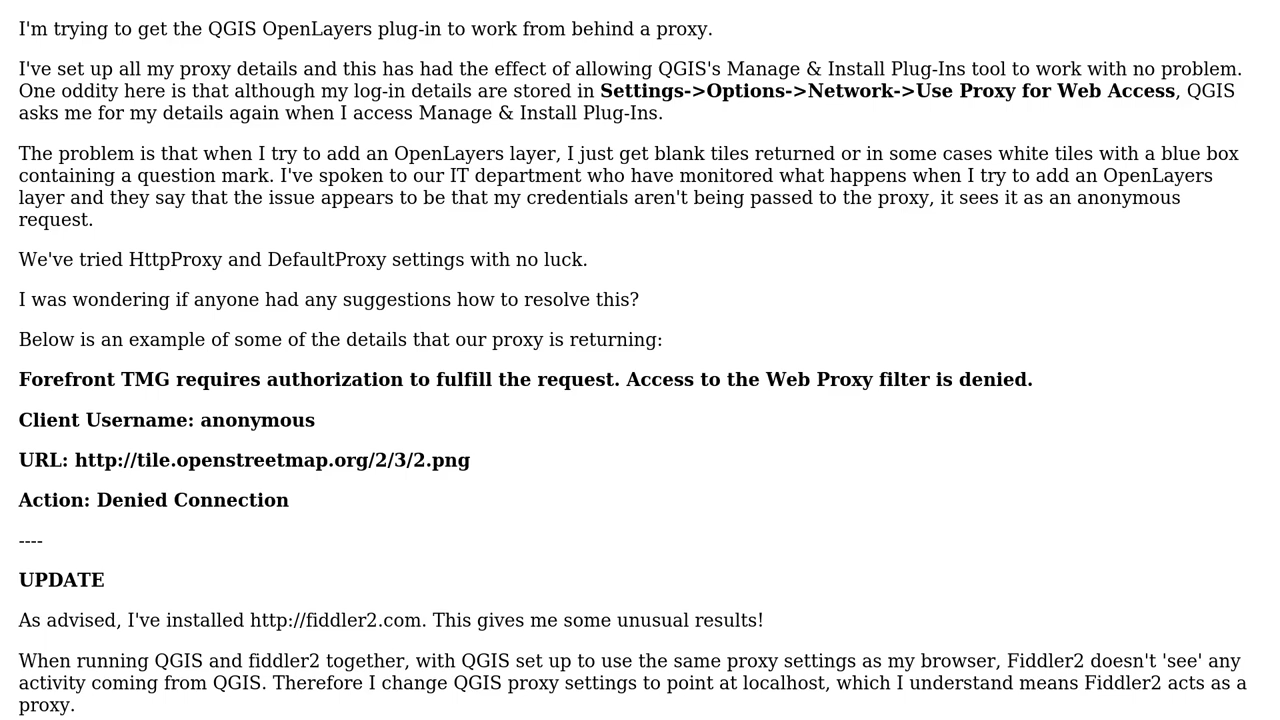 I'm trying to get the QGIS OpenLayers plug-in to work from behind a proxy.
I've set up all my proxy details and this has had the effect of allowing QGIS's Manage & Install Plug-Ins tool to work with no problem.
One oddity here is that although my log-in details are stored in Settings->Options->Network->Use Proxy for Web Access, QGIS
asks me for my details again when I access Manage & Install Plug-Ins.
The problem is that when I try to add an OpenLayers layer, I just get blank tiles returned or in some cases white tiles with a blue box
containing a question mark. I've spoken to our IT department who have monitored what happens when I try to add an OpenLayers
layer and they say that the issue appears to be that my credentials aren't being passed to the proxy, it sees it as an anonymous
request.
We've tried HttpProxy and DefaultProxy settings with no luck.
I was wondering if anyone had any suggestions how to resolve this?
Below is an example of some of the details that our proxy is returning:
Forefront TMG requires authorization to fulfill the request. Access to the Web Proxy filter is denied.
Client Username: anonymous
URL: http://tile.openstreetmap.org/2/3/2.png
Action: Denied Connection
----
UPDATE
As advised, I've installed http://fiddler2.com. This gives me some unusual results!
When running QGIS and fiddler2 together, with QGIS set up to use the same proxy settings as my browser, Fiddler2 doesn't 'see' any
activity coming from QGIS. Therefore I change QGIS proxy settings to point at localhost, which I understand means Fiddler2 acts as a
proxy.